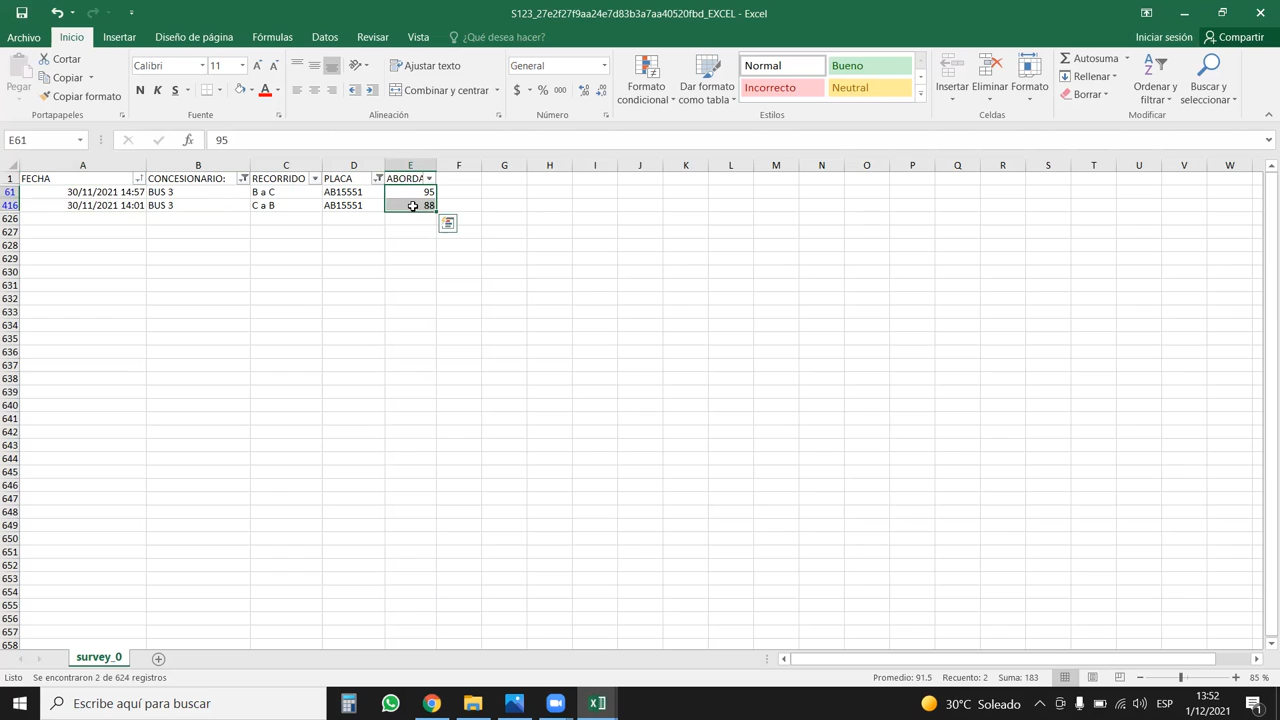 S123_27e2f27f9aa24e7d83b3a7aa40520fbd_EXCEL - Excel
Archivo Inicio Insertar Diseño de página Fórmulas Datos Revisar Vista ¿Qué desea hacer? Iniciar sesión Compartir
Pegar Cortar Copiar Copiar formato
Calibri 11 N K S A
Ajustar texto
Combinar y centrar
General
$ % 000
Formato condicional Dar formato como tabla
Normal Bueno
Incorrecto Neutral
Insertar Eliminar Formato
Autosuma
Rellenar
Borrar
Ordenar y filtrar Buscar y seleccionar
Portapapeles Fuente Alineación Número Estilos Celdas Modificar
E61 fx 95
A B C D E F G H I J K L M N O P Q R S T U V W
1 FECHA CONCESIONARIO: RECORRIDO PLACA ABORDA
61 30/11/2021 14:57 BUS 3 B a C AB15551 95
416 30/11/2021 14:01 BUS 3 C a B AB15551 88
626
627
628
629
630
631
632
633
634
635
636
637
638
639
640
641
642
643
644
645
646
647
648
649
650
651
652
653
654
655
656
657
658
survey_0
Listo Se encontraron 2 de 624 registros Promedio: 91.5 Recuento: 2 Suma: 183 85 %
Escribe aquí para buscar 30°C Soleado ESP 13:52
1/12/2021